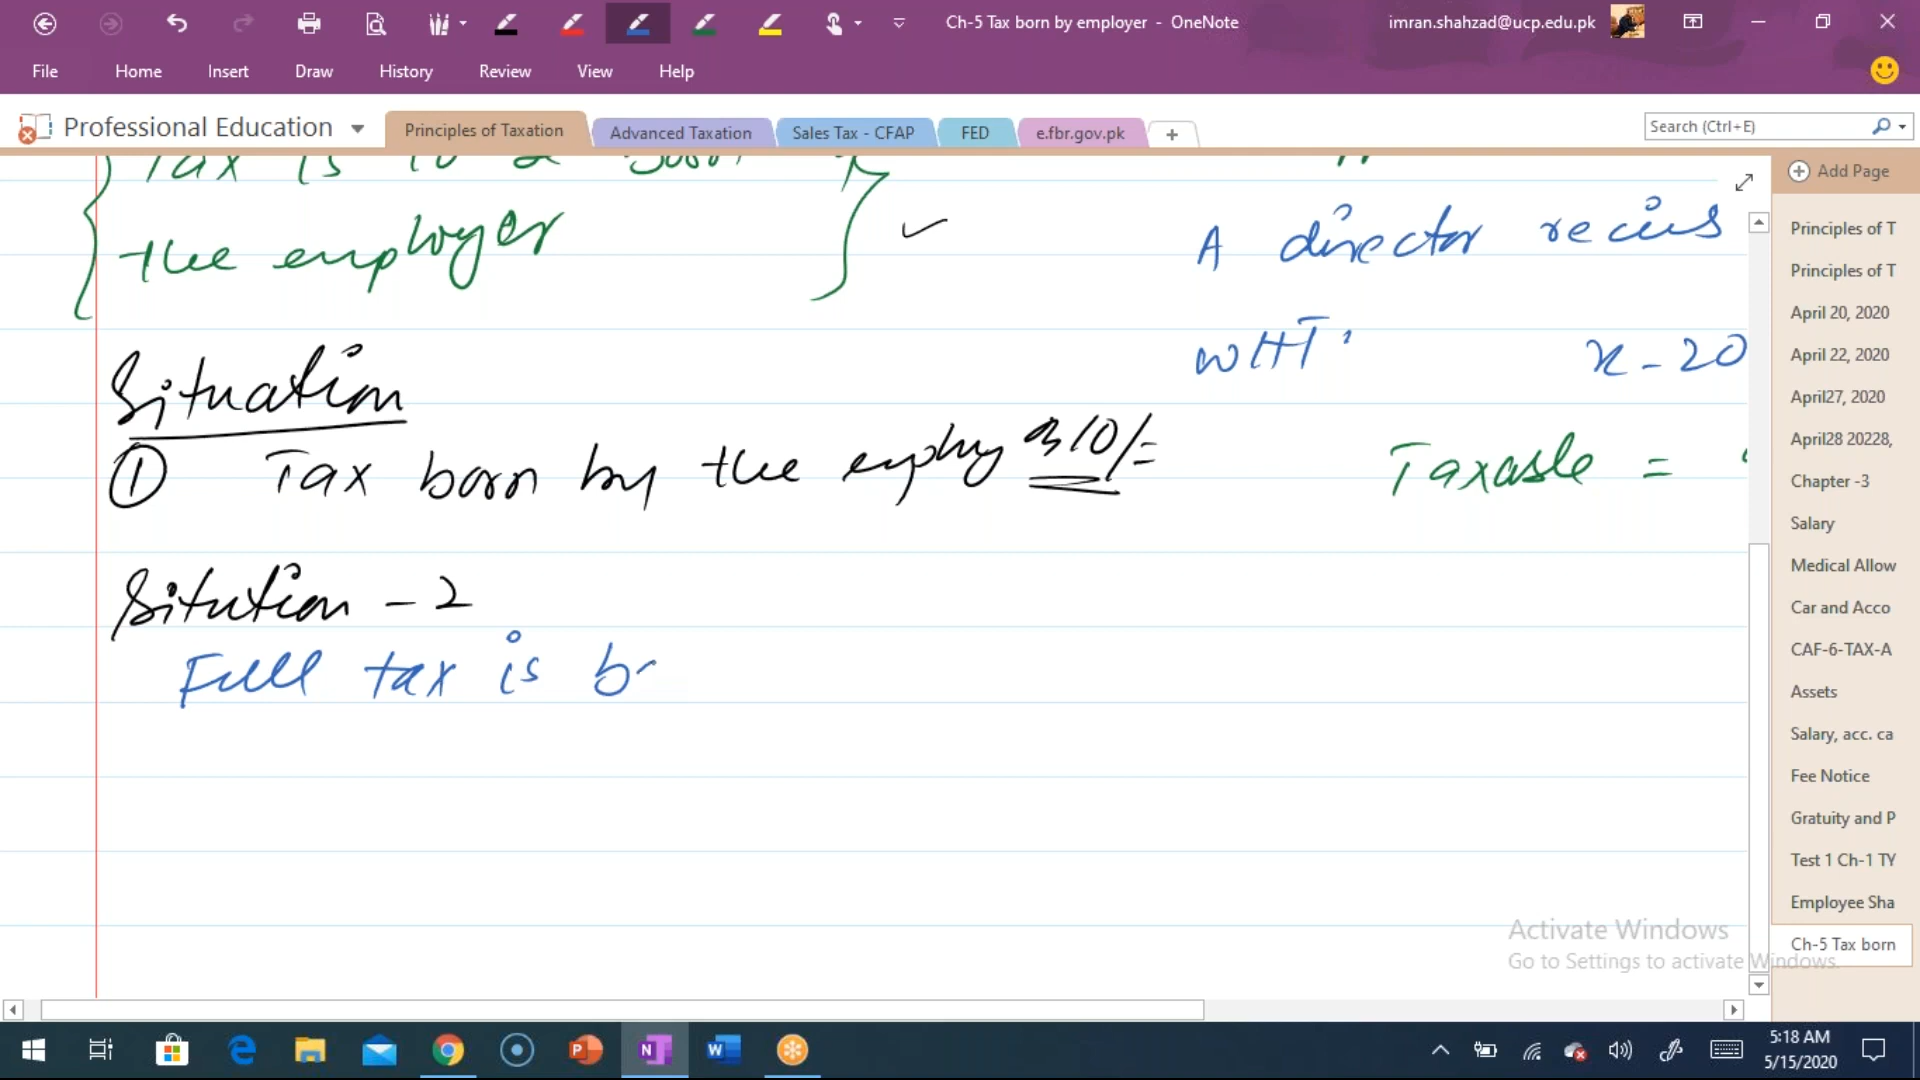 Ch-5 Tax born by employer - OneNote
imran.shahzad@ucp.edu.pk
File Home Insert Draw History Review View Help
Professional Education
Principles of Taxation
Advanced Taxation
Sales Tax - CFAP
FED
e.fbr.gov.pk
Search (Ctrl+E)
Add Page
Tax is to
the employer
A director
WHT
x - 20
Situation
① Tax born by the 310/=
Taxable =
Sitution - 2
Full tax is b
Principles of T
Principles of T
April 20, 2020
April 22, 2020
April27, 2020
April28 20228,
Chapter -3
Salary
Medical Allow
Car and Acco
CAF-6-TAX-A
Assets
Salary, acc. ca
Fee Notice
Gratuity and P
Test 1 Ch-1 TY
Employee Sha
Ch-5 Tax born
Activate Windows
Go to Settings to activate Windows.
5:18 AM
5/15/2020